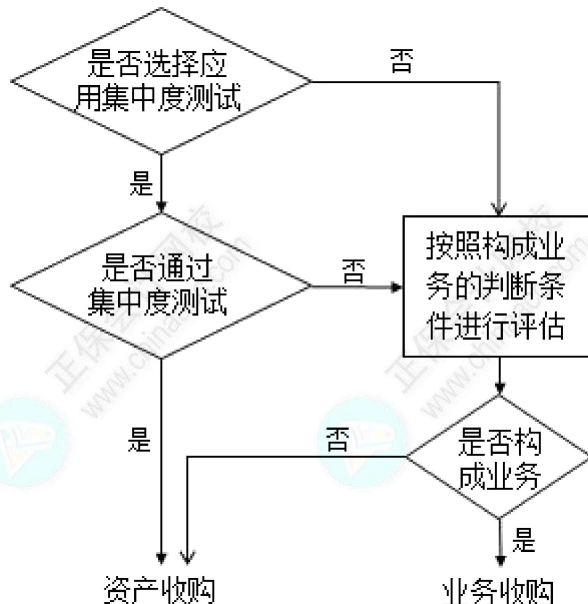 是否选择应
用集中度测试
否
是
是否通过
集中度测试
否
按照构成业
务的判断条
件进行评估
是
否
是否构
成业务
是
资产收购
业务收购